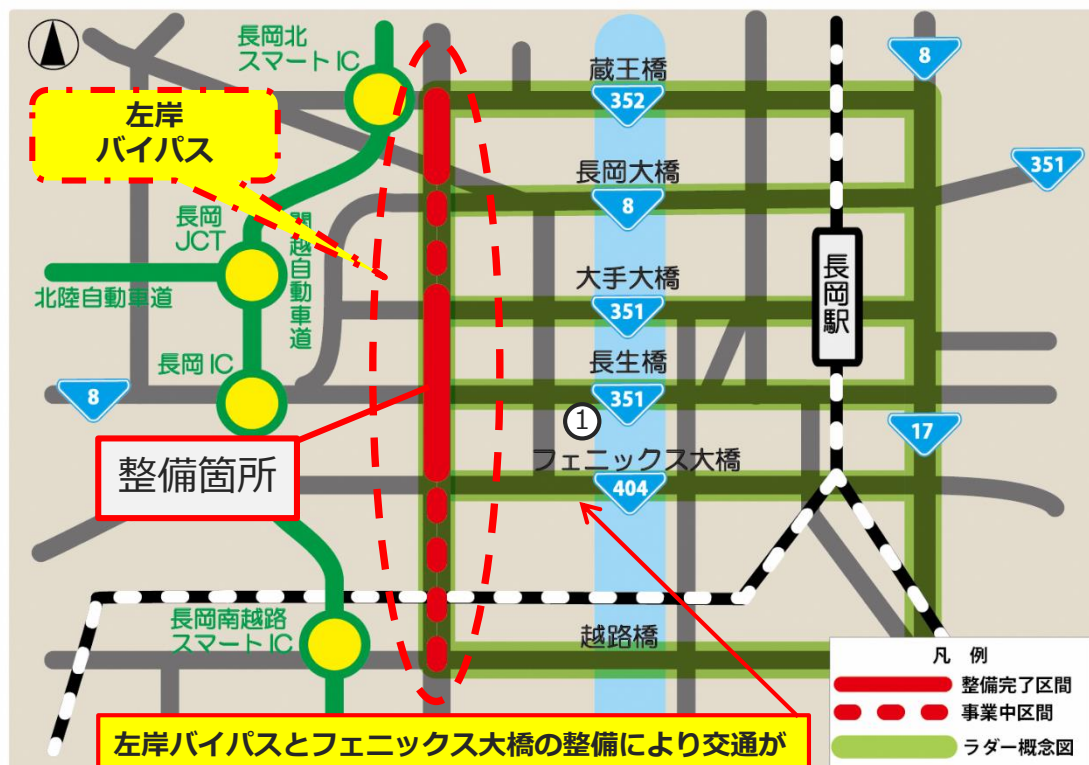 長岡北
スマートIC
蔵王橋
352
8
左岸
バイパス
長岡大橋
8
351
長岡
JCT
関越自動車道
北陸自動車道
大手大橋
351
長岡駅
長岡IC
長生橋
351
8
①
17
整備箇所
フェニックス大橋
404
長岡南越路
スマートIC
越路橋
凡 例
整備完了区間
事業中区間
ラダー概念図
左岸バイパスとフェニックス大橋の整備により交通が